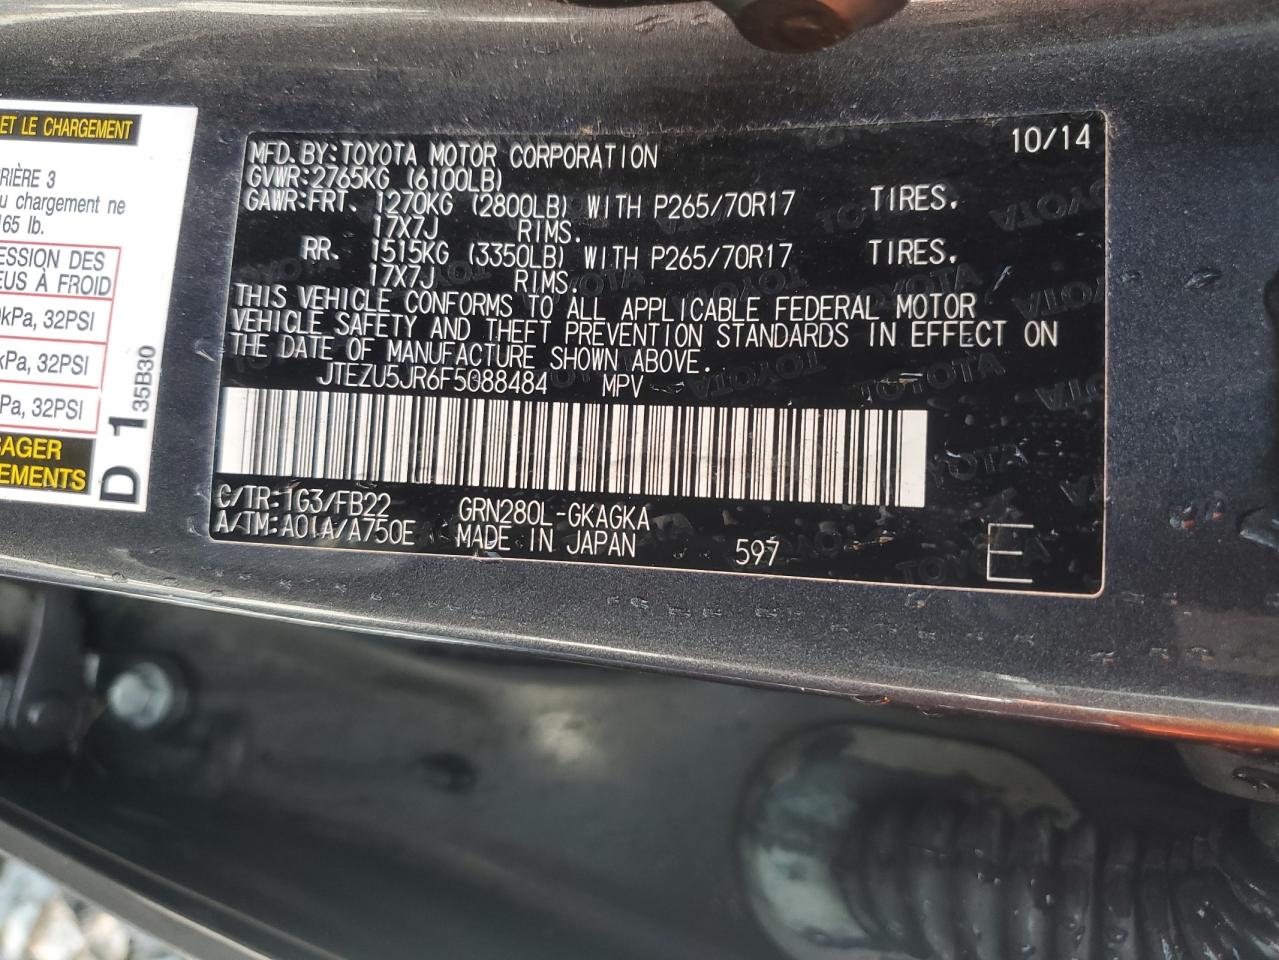 ET LE CHARGEMENT
RIÈRE 3
u chargement ne
65 lb.
ESSION DES
EUS À FROID
kPa, 32PSI
kPa, 32PSI
Pa, 32PSI
AGER
EMENTS
D 1
35B30
MFD. BY:TOYOTA MOTOR CORPORATION 10/14
GVWR:2765KG (6100LB)
GAWR:FRT. 1270KG (2800LB) WITH P265/70R17 TIRES.
17X7J RIMS.
RR. 1515KG (3350LB) WITH P265/70R17 TIRES.
17X7J RIMS.
THIS VEHICLE CONFORMS TO ALL APPLICABLE FEDERAL MOTOR
VEHICLE SAFETY AND THEFT PREVENTION STANDARDS IN EFFECT ON
THE DATE OF MANUFACTURE SHOWN ABOVE.
JTEZU5JR6F5088484 MPV
C/TR:1G3/FB22 GRN280L-GKAGKA
A/TM:A01A/A750E MADE IN JAPAN 597 E